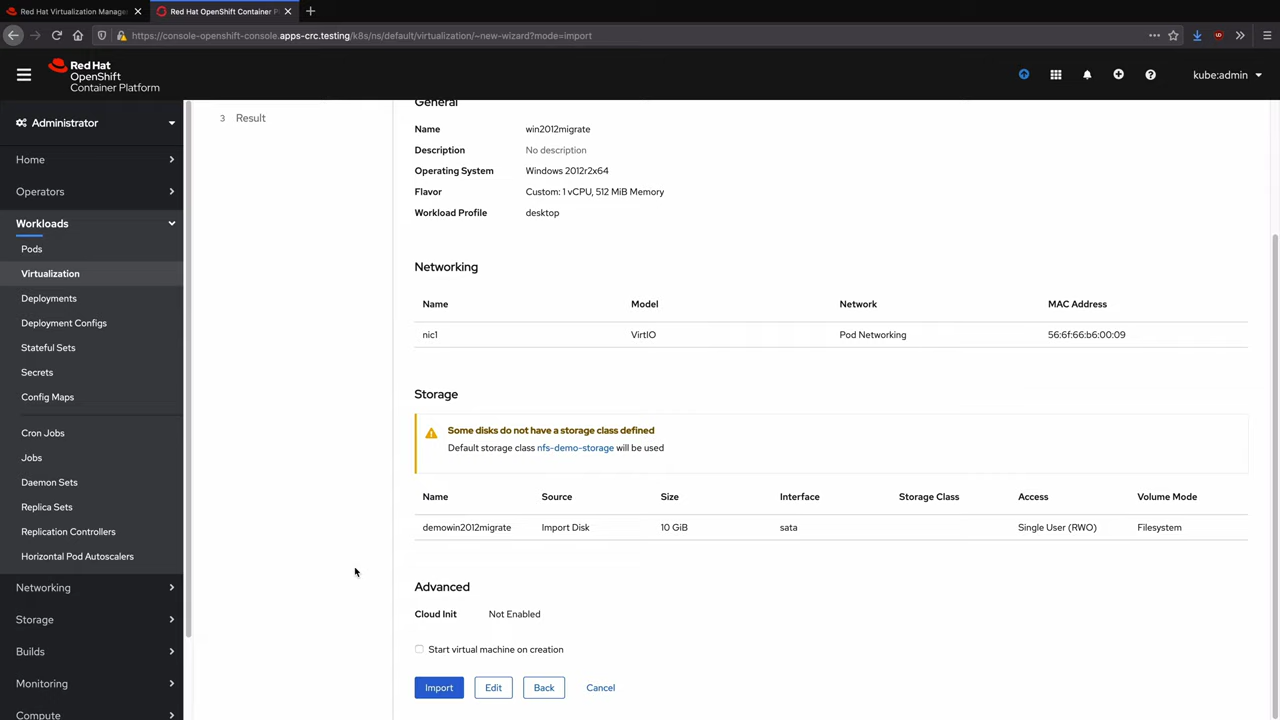 Red Hat Virtualization Manage
Red Hat OpenShift Container P
https://console-openshift-console.apps-crc.testing/k8s/ns/default/virtualization/~new-wizard?mode=import
Red Hat
OpenShift
Container Platform
kube:admin
Administrator
Home
Operators
Workloads
Pods
Virtualization
Deployments
Deployment Configs
Stateful Sets
Secrets
Config Maps
Cron Jobs
Jobs
Daemon Sets
Replica Sets
Replication Controllers
Horizontal Pod Autoscalers
Networking
Storage
Builds
Monitoring
Compute
3 Result
General
Name win2012migrate
Description No description
Operating System Windows 2012r2x64
Flavor Custom: 1 vCPU, 512 MiB Memory
Workload Profile desktop
Networking
Name Model Network MAC Address
nic1 VirtIO Pod Networking 56:6f:66:b6:00:09
Storage
Some disks do not have a storage class defined
Default storage class nfs-demo-storage will be used
Name Source Size Interface Storage Class Access Volume Mode
demowin2012migrate Import Disk 10 GiB sata Single User (RWO) Filesystem
Advanced
Cloud Init Not Enabled
Start virtual machine on creation
Import Edit Back Cancel